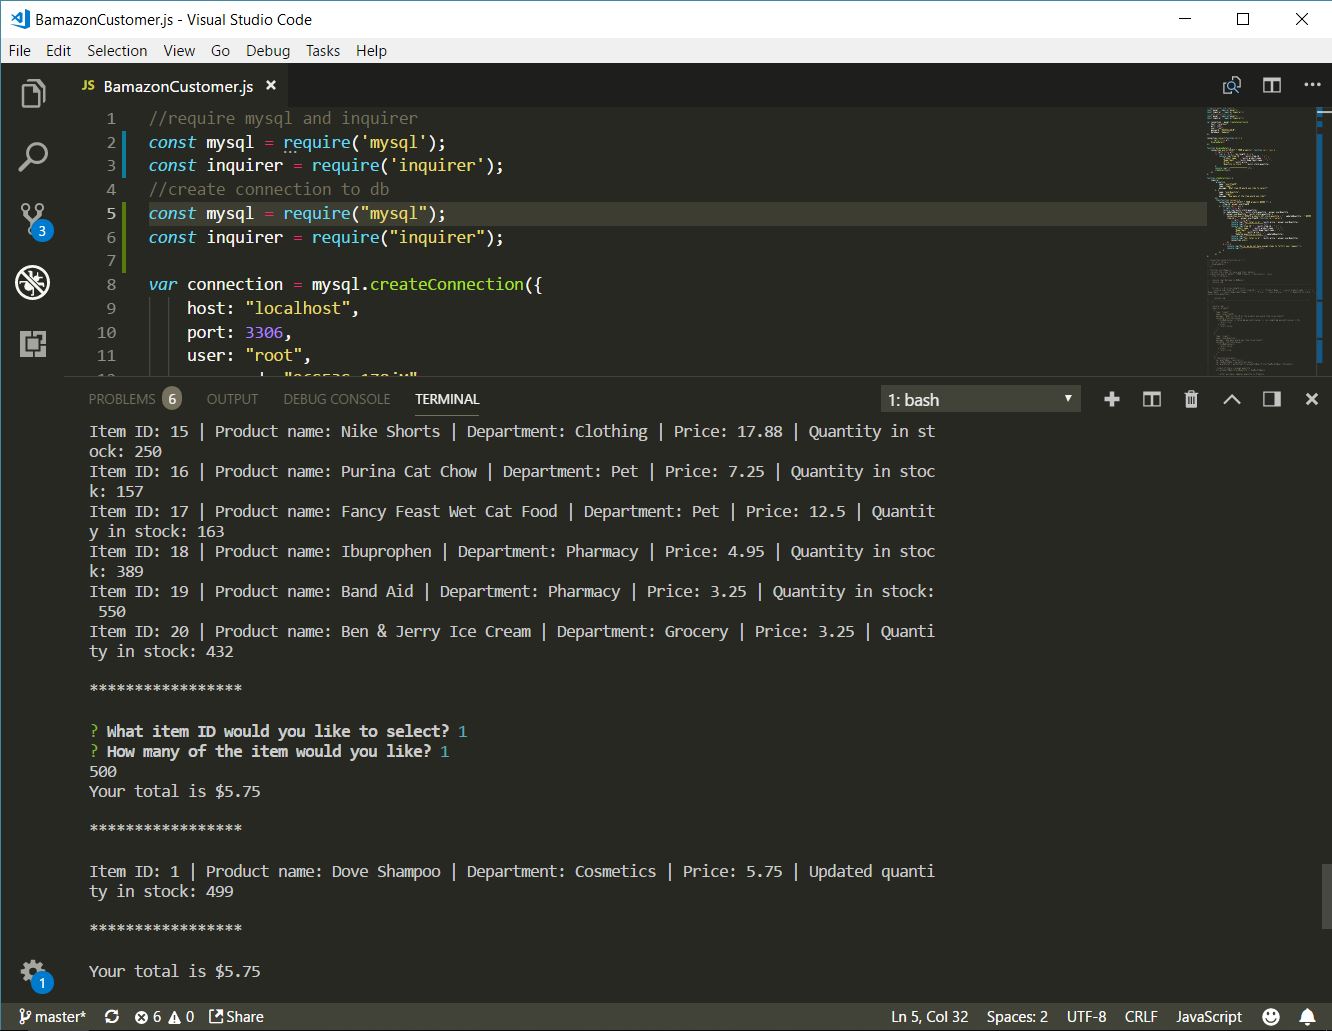 BamazonCustomer.js - Visual Studio Code
File Edit Selection View Go Debug Tasks Help
JS BamazonCustomer.js
1 //require mysql and inquirer
2 const mysql = require('mysql');
3 const inquirer = require('inquirer');
4 //create connection to db
5 const mysql = require("mysql");
6 const inquirer = require("inquirer");
7
8 var connection = mysql.createConnection({
9 host: "localhost",
10 port: 3306,
11 user: "root",
3
PROBLEMS 6 OUTPUT DEBUG CONSOLE TERMINAL 1: bash
Item ID: 15 | Product name: Nike Shorts | Department: Clothing | Price: 17.88 | Quantity in st
ock: 250
Item ID: 16 | Product name: Purina Cat Chow | Department: Pet | Price: 7.25 | Quantity in stoc
k: 157
Item ID: 17 | Product name: Fancy Feast Wet Cat Food | Department: Pet | Price: 12.5 | Quantit
y in stock: 163
Item ID: 18 | Product name: Ibuprophen | Department: Pharmacy | Price: 4.95 | Quantity in stoc
k: 389
Item ID: 19 | Product name: Band Aid | Department: Pharmacy | Price: 3.25 | Quantity in stock:
550
Item ID: 20 | Product name: Ben & Jerry Ice Cream | Department: Grocery | Price: 3.25 | Quanti
ty in stock: 432
*****************
? What item ID would you like to select? 1
? How many of the item would you like? 1
500
Your total is $5.75
*****************
Item ID: 1 | Product name: Dove Shampoo | Department: Cosmetics | Price: 5.75 | Updated quanti
ty in stock: 499
*****************
Your total is $5.75
1
master* 6 0 Share Ln 5, Col 32 Spaces: 2 UTF-8 CRLF JavaScript